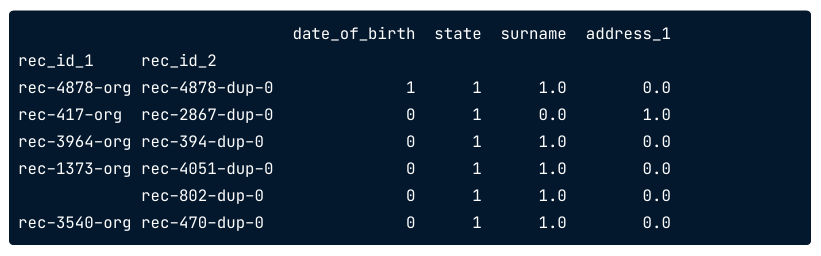 date_of_birth state surname address_1
rec_id_1 rec_id_2
rec-4878-org rec-4878-dup-0 1 1 1.0 0.0
rec-417-org rec-2867-dup-0 0 1 0.0 1.0
rec-3964-org rec-394-dup-0 0 1 1.0 0.0
rec-1373-org rec-4051-dup-0 0 1 1.0 0.0
rec-802-dup-0 0 1 1.0 0.0
rec-3540-org rec-470-dup-0 0 1 1.0 0.0